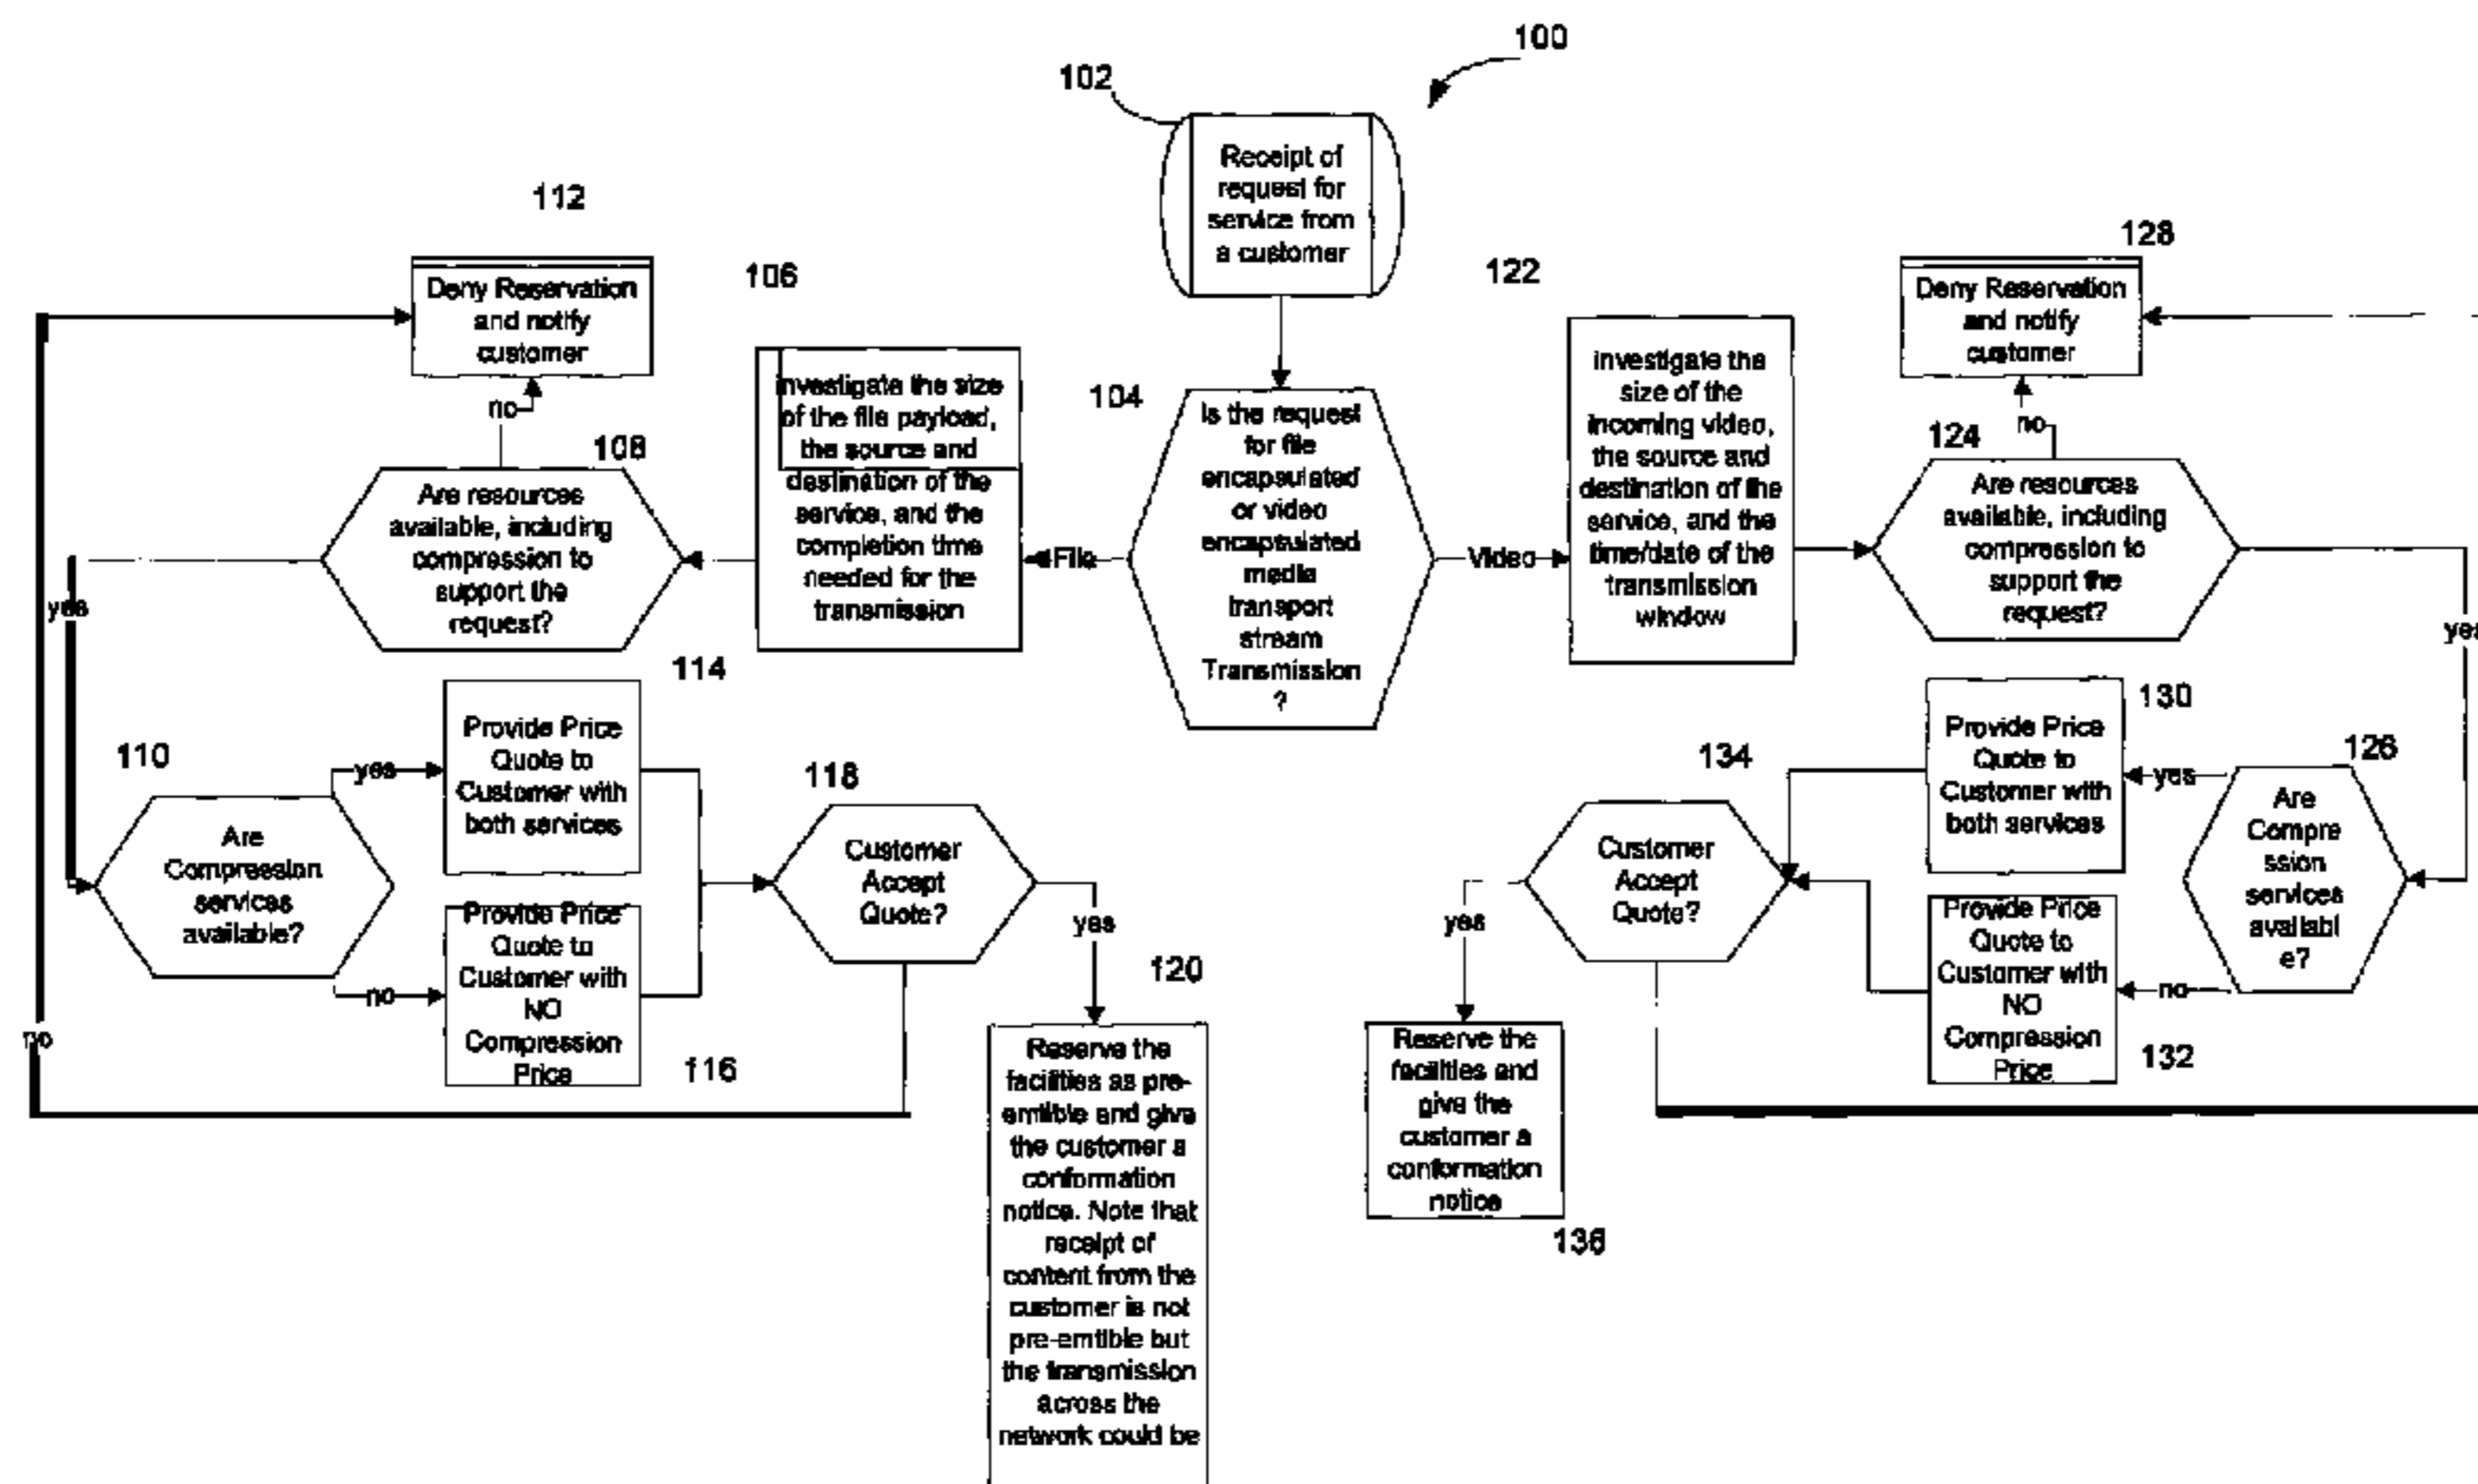 100
102
Receipt of
request for
service from
a customer
112
Deny Reservation
and notify
customer
106
investigate the size
of the file payload,
the source and
destination of the
service, and the
completion time
needed for the
transmission
104
Is the request
for file
encapsulated
or video
encapsulated
media
transport
stream
Transmission
?
File
Video
122
investigate the
size of the
incoming video,
the source and
destination of the
service, and the
time/date of the
transmission
window
128
Deny Reservation
and notify
customer
no
108
Are resources
available, including
compression to
support the
request?
yes
no
124
Are resources
available, including
compression to
support the
request?
yes
110
Are
Compression
services
available?
yes
no
114
Provide Price
Quote to
Customer with
both services
Provide Price
Quote to
Customer with
NO
Compression
Price
116
118
Customer
Accept
Quote?
yes
no
120
Reserve the
facilities as pre-
emtible and give
the customer a
conformation
notice. Note that
receipt of
content from the
customer is not
pre-emtible but
the transmission
across the
network could be
134
Customer
Accept
Quote?
yes
Reserve the
facilities and
give the
customer a
conformation
notice
136
130
Provide Price
Quote to
Customer with
both services
yes
126
Are
Compre
ssion
services
availabl
e?
no
Provide Price
Quote to
Customer with
NO
Compression
Price
132